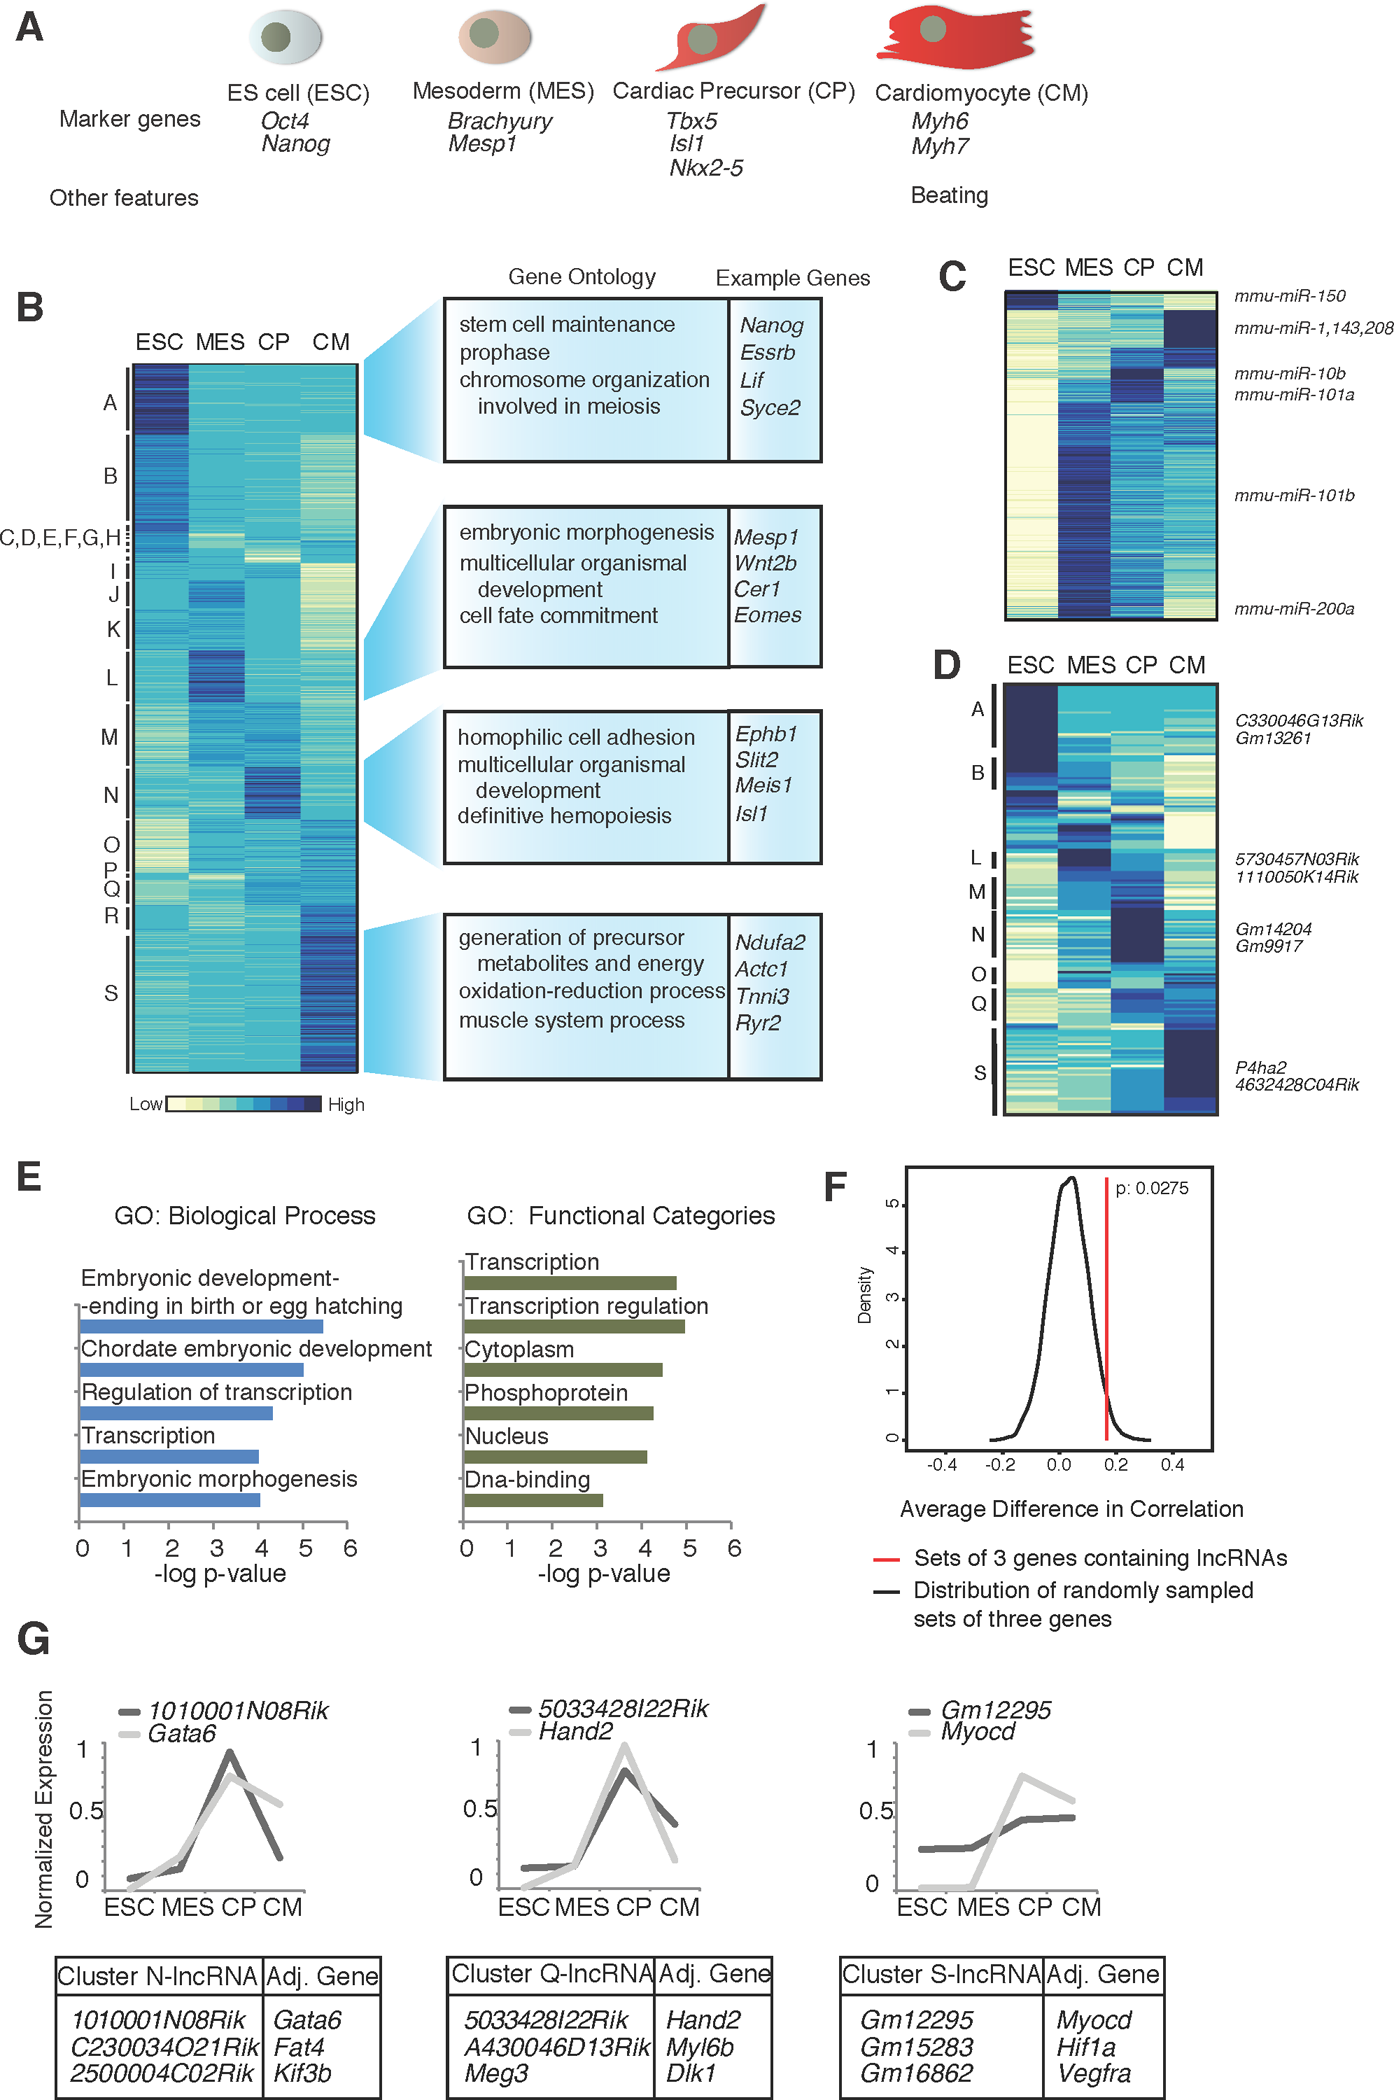 A
ES cell (ESC)
Mesoderm (MES)
Cardiac Precursor (CP)
Cardiomyocyte (CM)
Marker genes
Oct4
Nanog
Brachyury
Mesp1
Tbx5
Isl1
Nkx2-5
Myh6
Myh7
Other features
Beating
B
ESC MES CP CM
A
B
C,D,E,F,G,H
I
J
K
L
M
N
O
P
Q
R
S
Low High
Gene Ontology
Example Genes
stem cell maintenance
prophase
chromosome organization
involved in meiosis
Nanog
Essrb
Lif
Syce2
embryonic morphogenesis
multicellular organismal
development
cell fate commitment
Mesp1
Wnt2b
Cer1
Eomes
homophilic cell adhesion
multicellular organismal
development
definitive hemopoiesis
Ephb1
Slit2
Meis1
Isl1
generation of precursor
metabolites and energy
oxidation-reduction process
muscle system process
Ndufa2
Actc1
Tnni3
Ryr2
C
ESC MES CP CM
mmu-miR-150
mmu-miR-1,143,208
mmu-miR-10b
mmu-miR-101a
mmu-miR-101b
mmu-miR-200a
D
ESC MES CP CM
A
B
L
M
N
O
Q
S
C330046G13Rik
Gm13261
5730457N03Rik
1110050K14Rik
Gm14204
Gm9917
P4ha2
4632428C04Rik
E
GO: Biological Process
Embryonic development-
-ending in birth or egg hatching
Chordate embryonic development
Regulation of transcription
Transcription
Embryonic morphogenesis
0 1 2 3 4 5 6
-log p-value
GO: Functional Categories
Transcription
Transcription regulation
Cytoplasm
Phosphoprotein
Nucleus
Dna-binding
0 1 2 3 4 5 6
-log p-value
F
p: 0.0275
Density
5
4
3
2
1
0
-0.4 -0.2 0.0 0.2 0.4
Average Difference in Correlation
Sets of 3 genes containing lncRNAs
Distribution of randomly sampled
sets of three genes
G
Normalized Expression
1010001N08Rik
Gata6
1
0.5
0
ESC MES CP CM
5033428I22Rik
Hand2
1
0.5
0
ESC MES CP CM
Gm12295
Myocd
1
0.5
0
ESC MES CP CM
Cluster N-lncRNA Adj. Gene
1010001N08Rik Gata6
C230034O21Rik Fat4
2500004C02Rik Kif3b
Cluster Q-lncRNA Adj. Gene
5033428I22Rik Hand2
A430046D13Rik Myl6b
Meg3 Dlk1
Cluster S-lncRNA Adj. Gene
Gm12295 Myocd
Gm15283 Hif1a
Gm16862 Vegfra